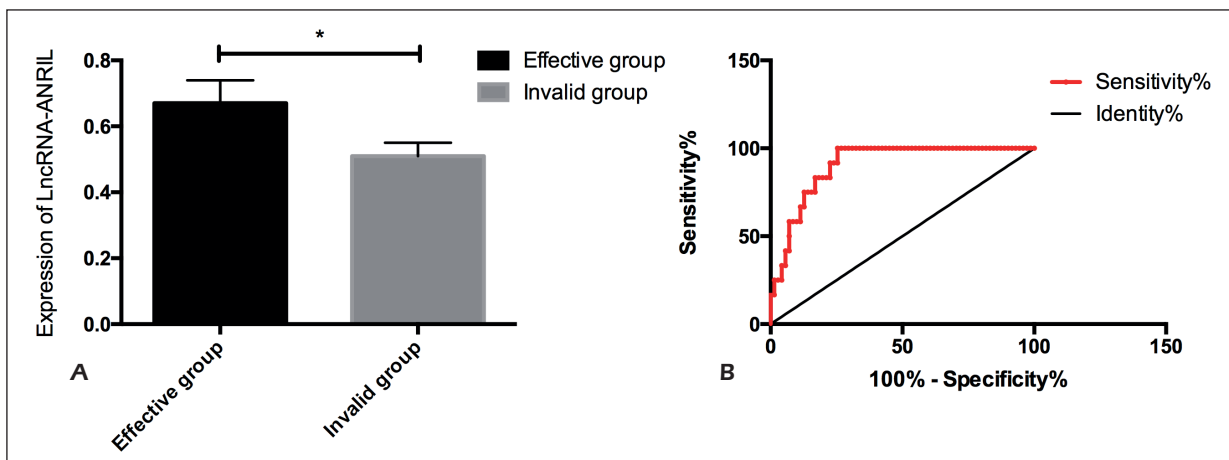 *
Effective group
Invalid group
Expression of LncRNA-ANRIL
0.8
0.6
0.4
0.2
0.0
Effective group
Invalid group
A
150
100
50
0
Sensitivity%
Sensitivity%
Identity%
0
50
100
150
100% - Specificity%
B